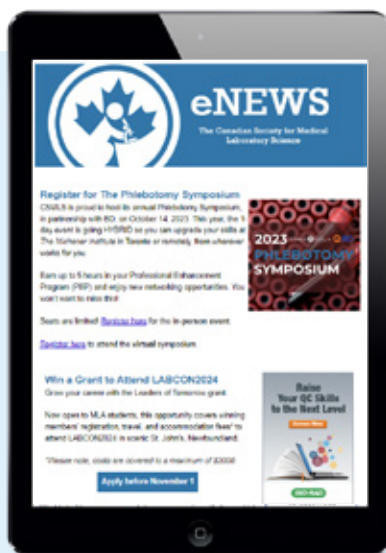 eNEWS
The Canadian Society for Medical
Laboratory Science
Register for The Phlebotomy Symposium
CSMLS is proud to host its annual Phlebotomy Symposium,
in partnership with BD, on October 14, 2023. This year, the 1-
day event is going HYBRID so you can upgrade your skills at
The Michener Institute in Toronto or remotely from wherever
works for you.
Earn up to 5 hours in your Professional Enhancement
Program (PEP) and enjoy new networking opportunities. You
won't want to miss this!
Seats are limited! Register here for the in-person event.
Register here to attend the virtual symposium.
2023
PHLEBOTOMY
SYMPOSIUM
Win a Grant to Attend LABCON2024
Grow your career with the Leaders of Tomorrow grant.
Now open to MLA students, this opportunity covers winning
members' registration, travel, and accommodation fees* to
attend LABCON2024 in scenic St. John's, Newfoundland.
*Please note, costs are covered to a maximum of $3000
Apply before November 1
Raise
Your QC Skills
to the Next Level
BIO-RAD